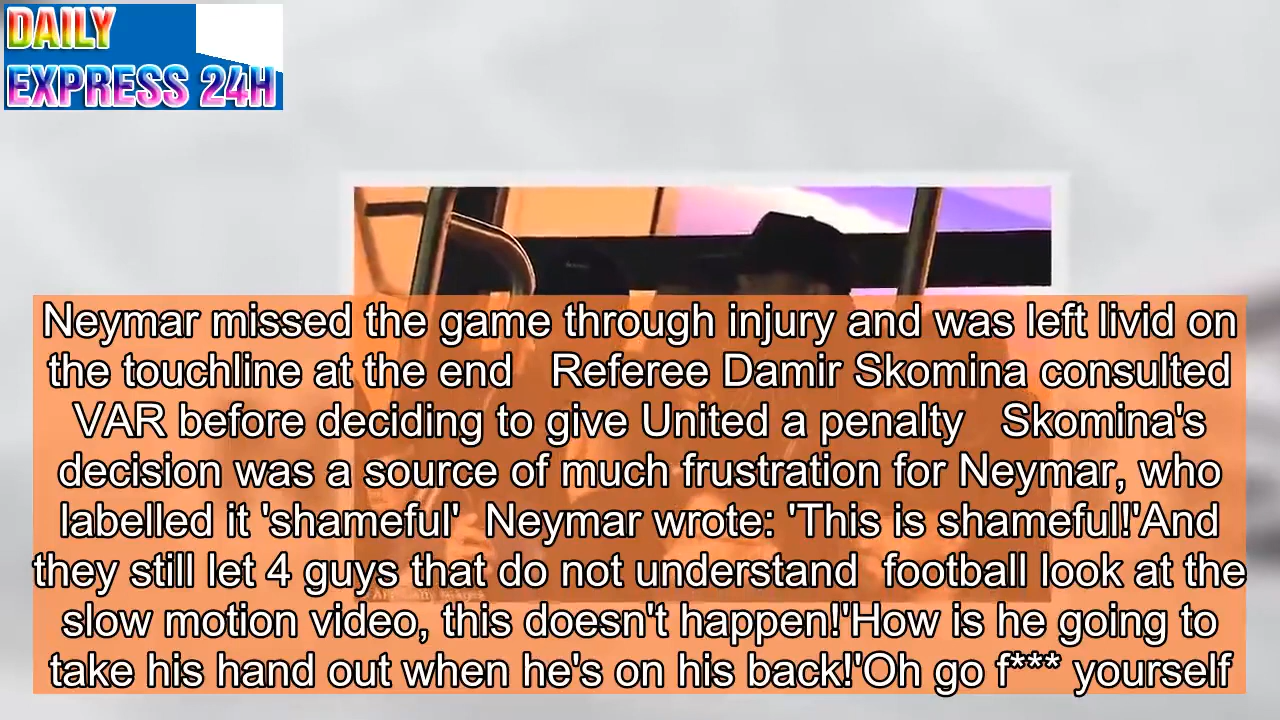 DAILY
EXPRESS 24H
Neymar missed the game through injury and was left livid on
the touchline at the end   Referee Damir Skomina consulted
VAR before deciding to give United a penalty   Skomina's
decision was a source of much frustration for Neymar, who
labelled it 'shameful'  Neymar wrote: 'This is shameful!'And
they still let 4 guys that do not understand  football look at the
slow motion video, this doesn't happen!'How is he going to
take his hand out when he's on his back!'Oh go f*** yourself